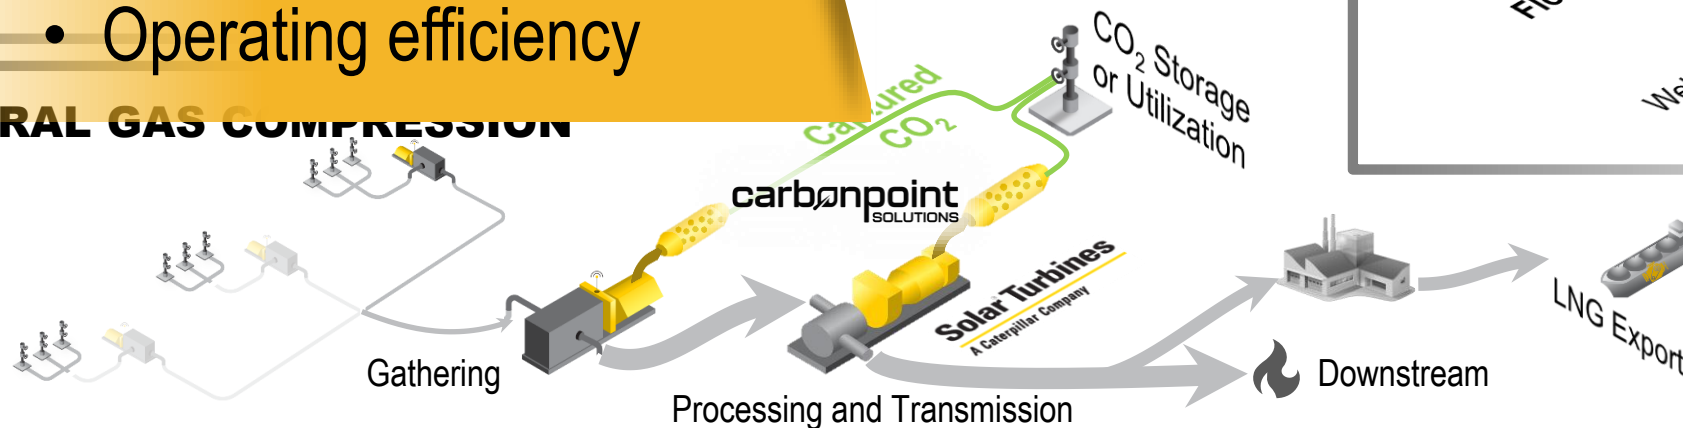 • Operating efficiency
RAL GAS COMPRESSION
Captured
CO₂
CO₂ Storage
or Utilization
carbonpoint
SOLUTIONS
Solar Turbines
A Caterpillar Company
Gathering
Processing and Transmission
Downstream
LNG Export
We